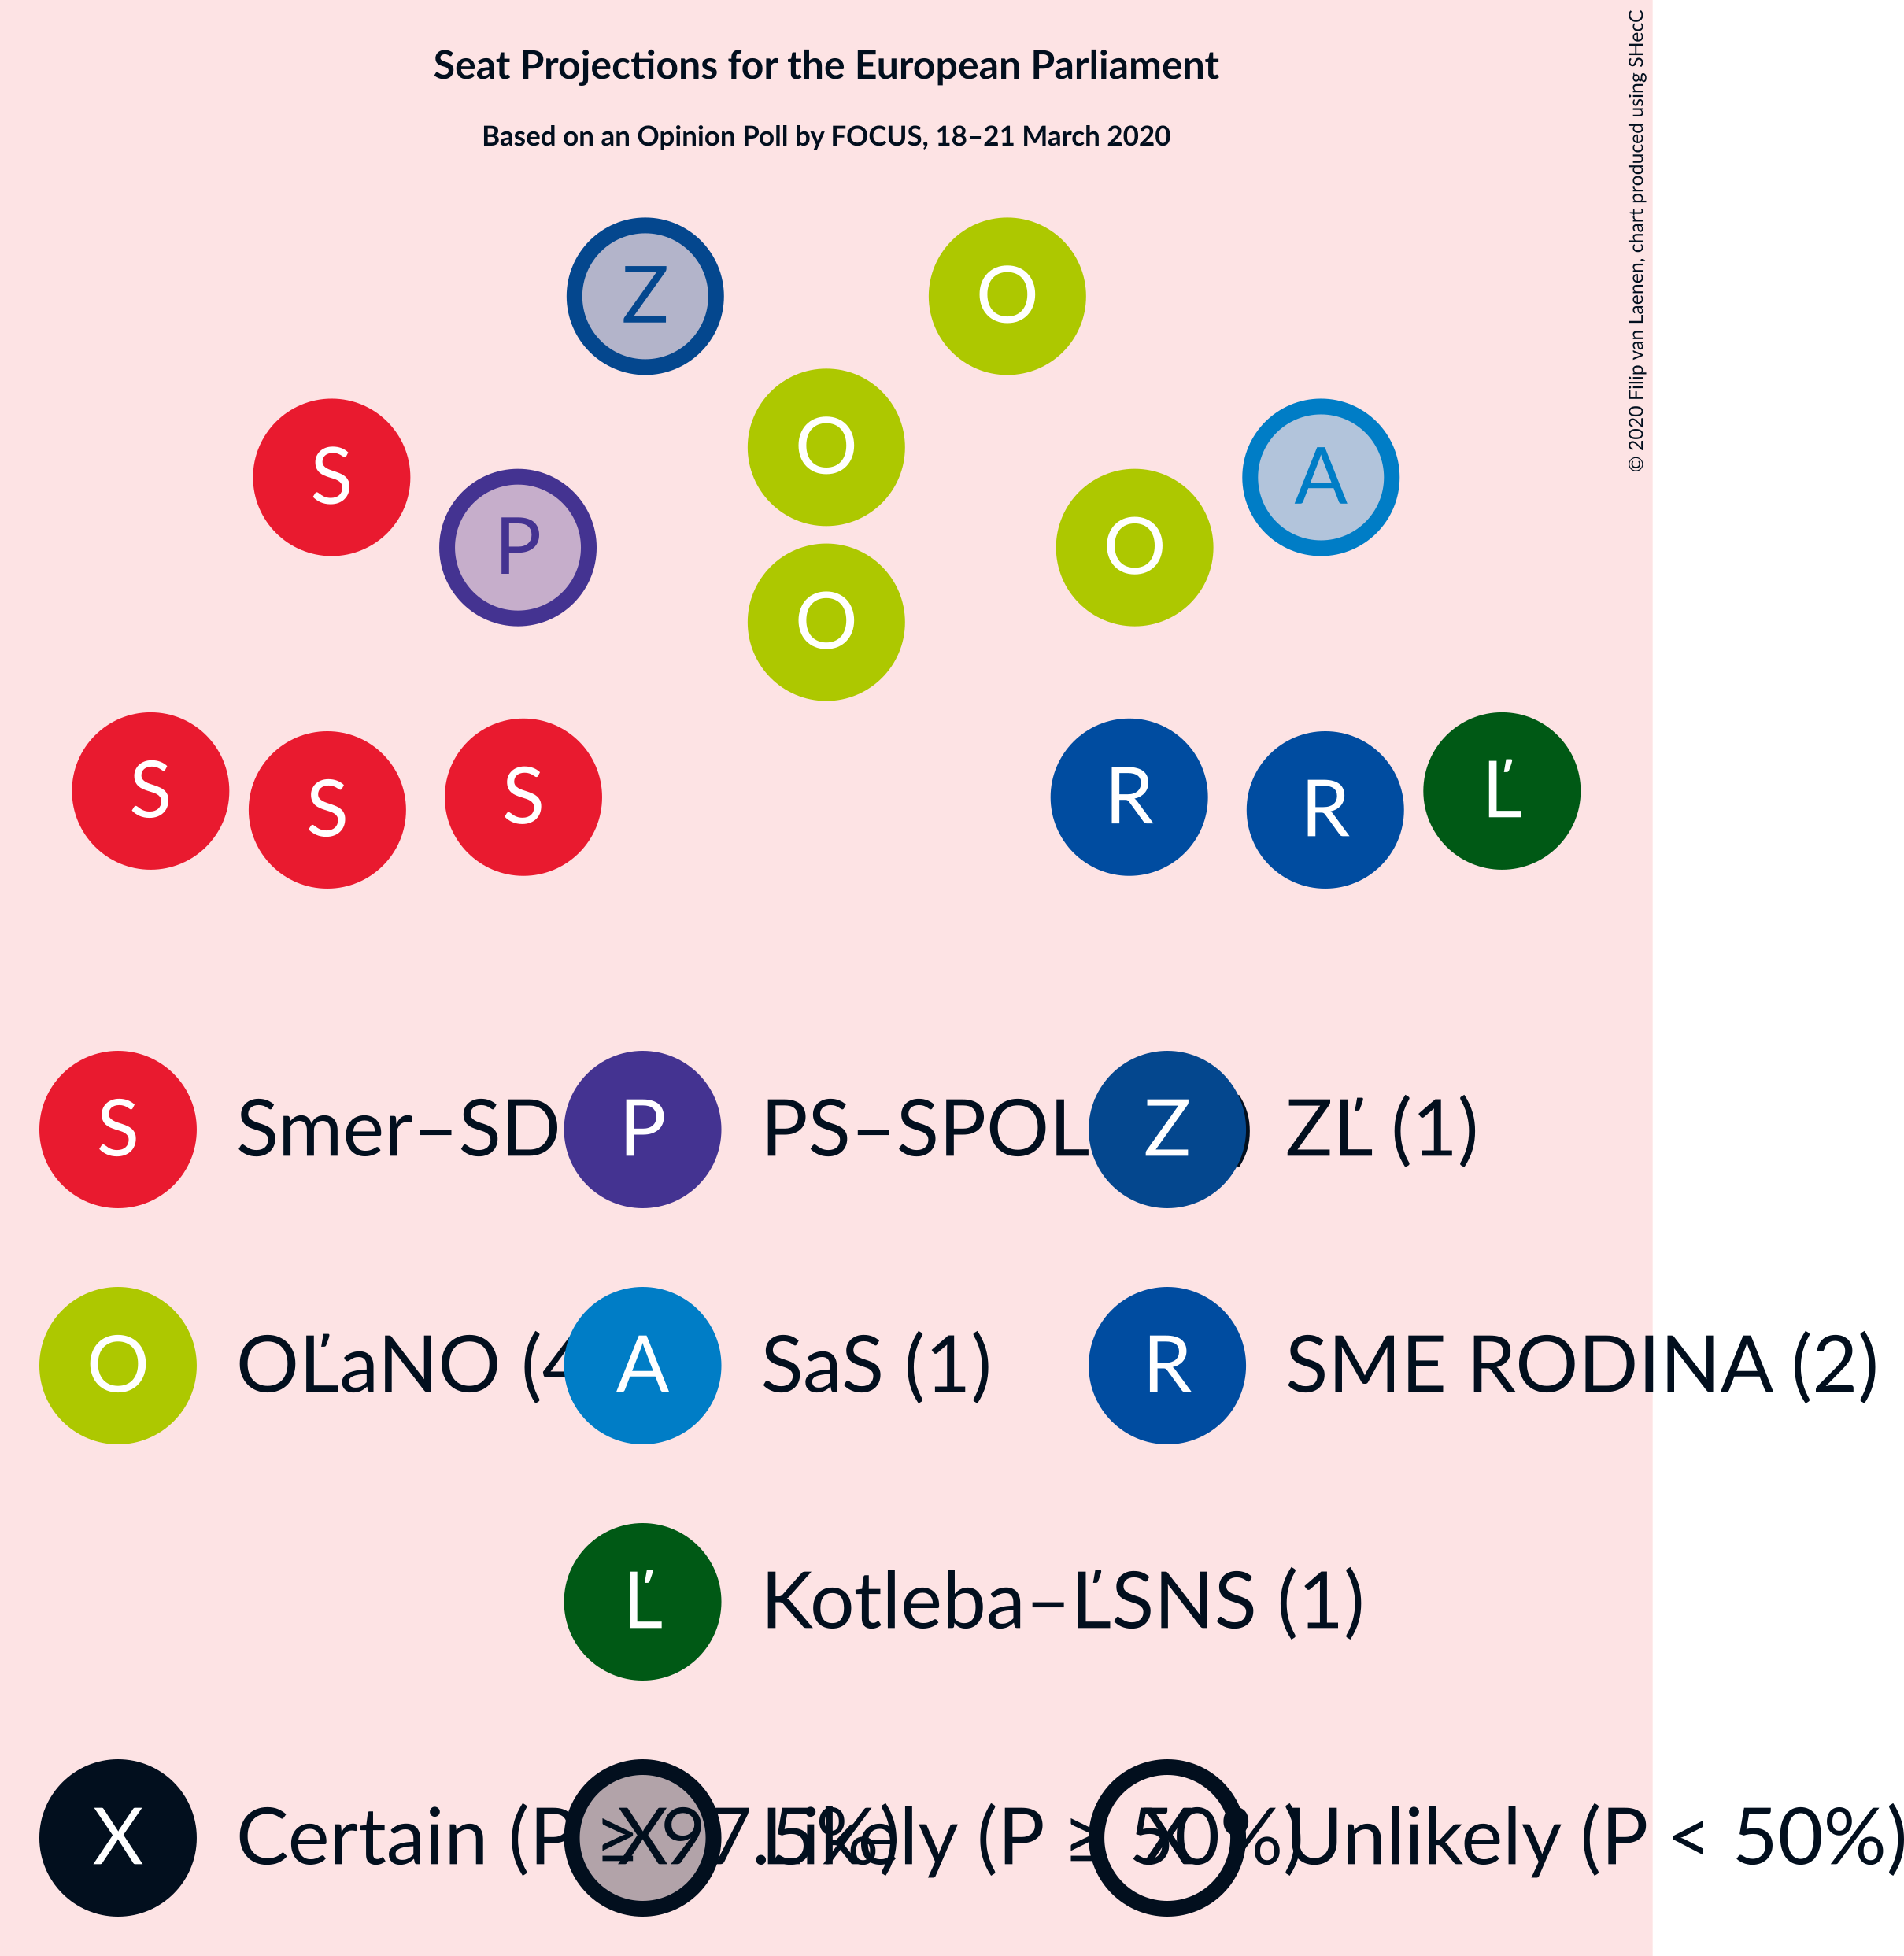 Seat Projections for the European Parliament
Based on an Opinion Poll by FOCUS, 18–21 March 2020
© 2020 Filip van Laenen, chart produced using SHecC
Z O
O
S A
P O
O
S S S R R Ľ
S Smer–SD P PS–SPOL Z ZĽ (1)
O OĽaNO (4 A SaS (1) R SME RODINA (2)
Ľ Kotleba–ĽSNS (1)
X Certain (P ≥ 97.5%) X Likely (P ≥ 50%) X Unlikely (P < 50%)